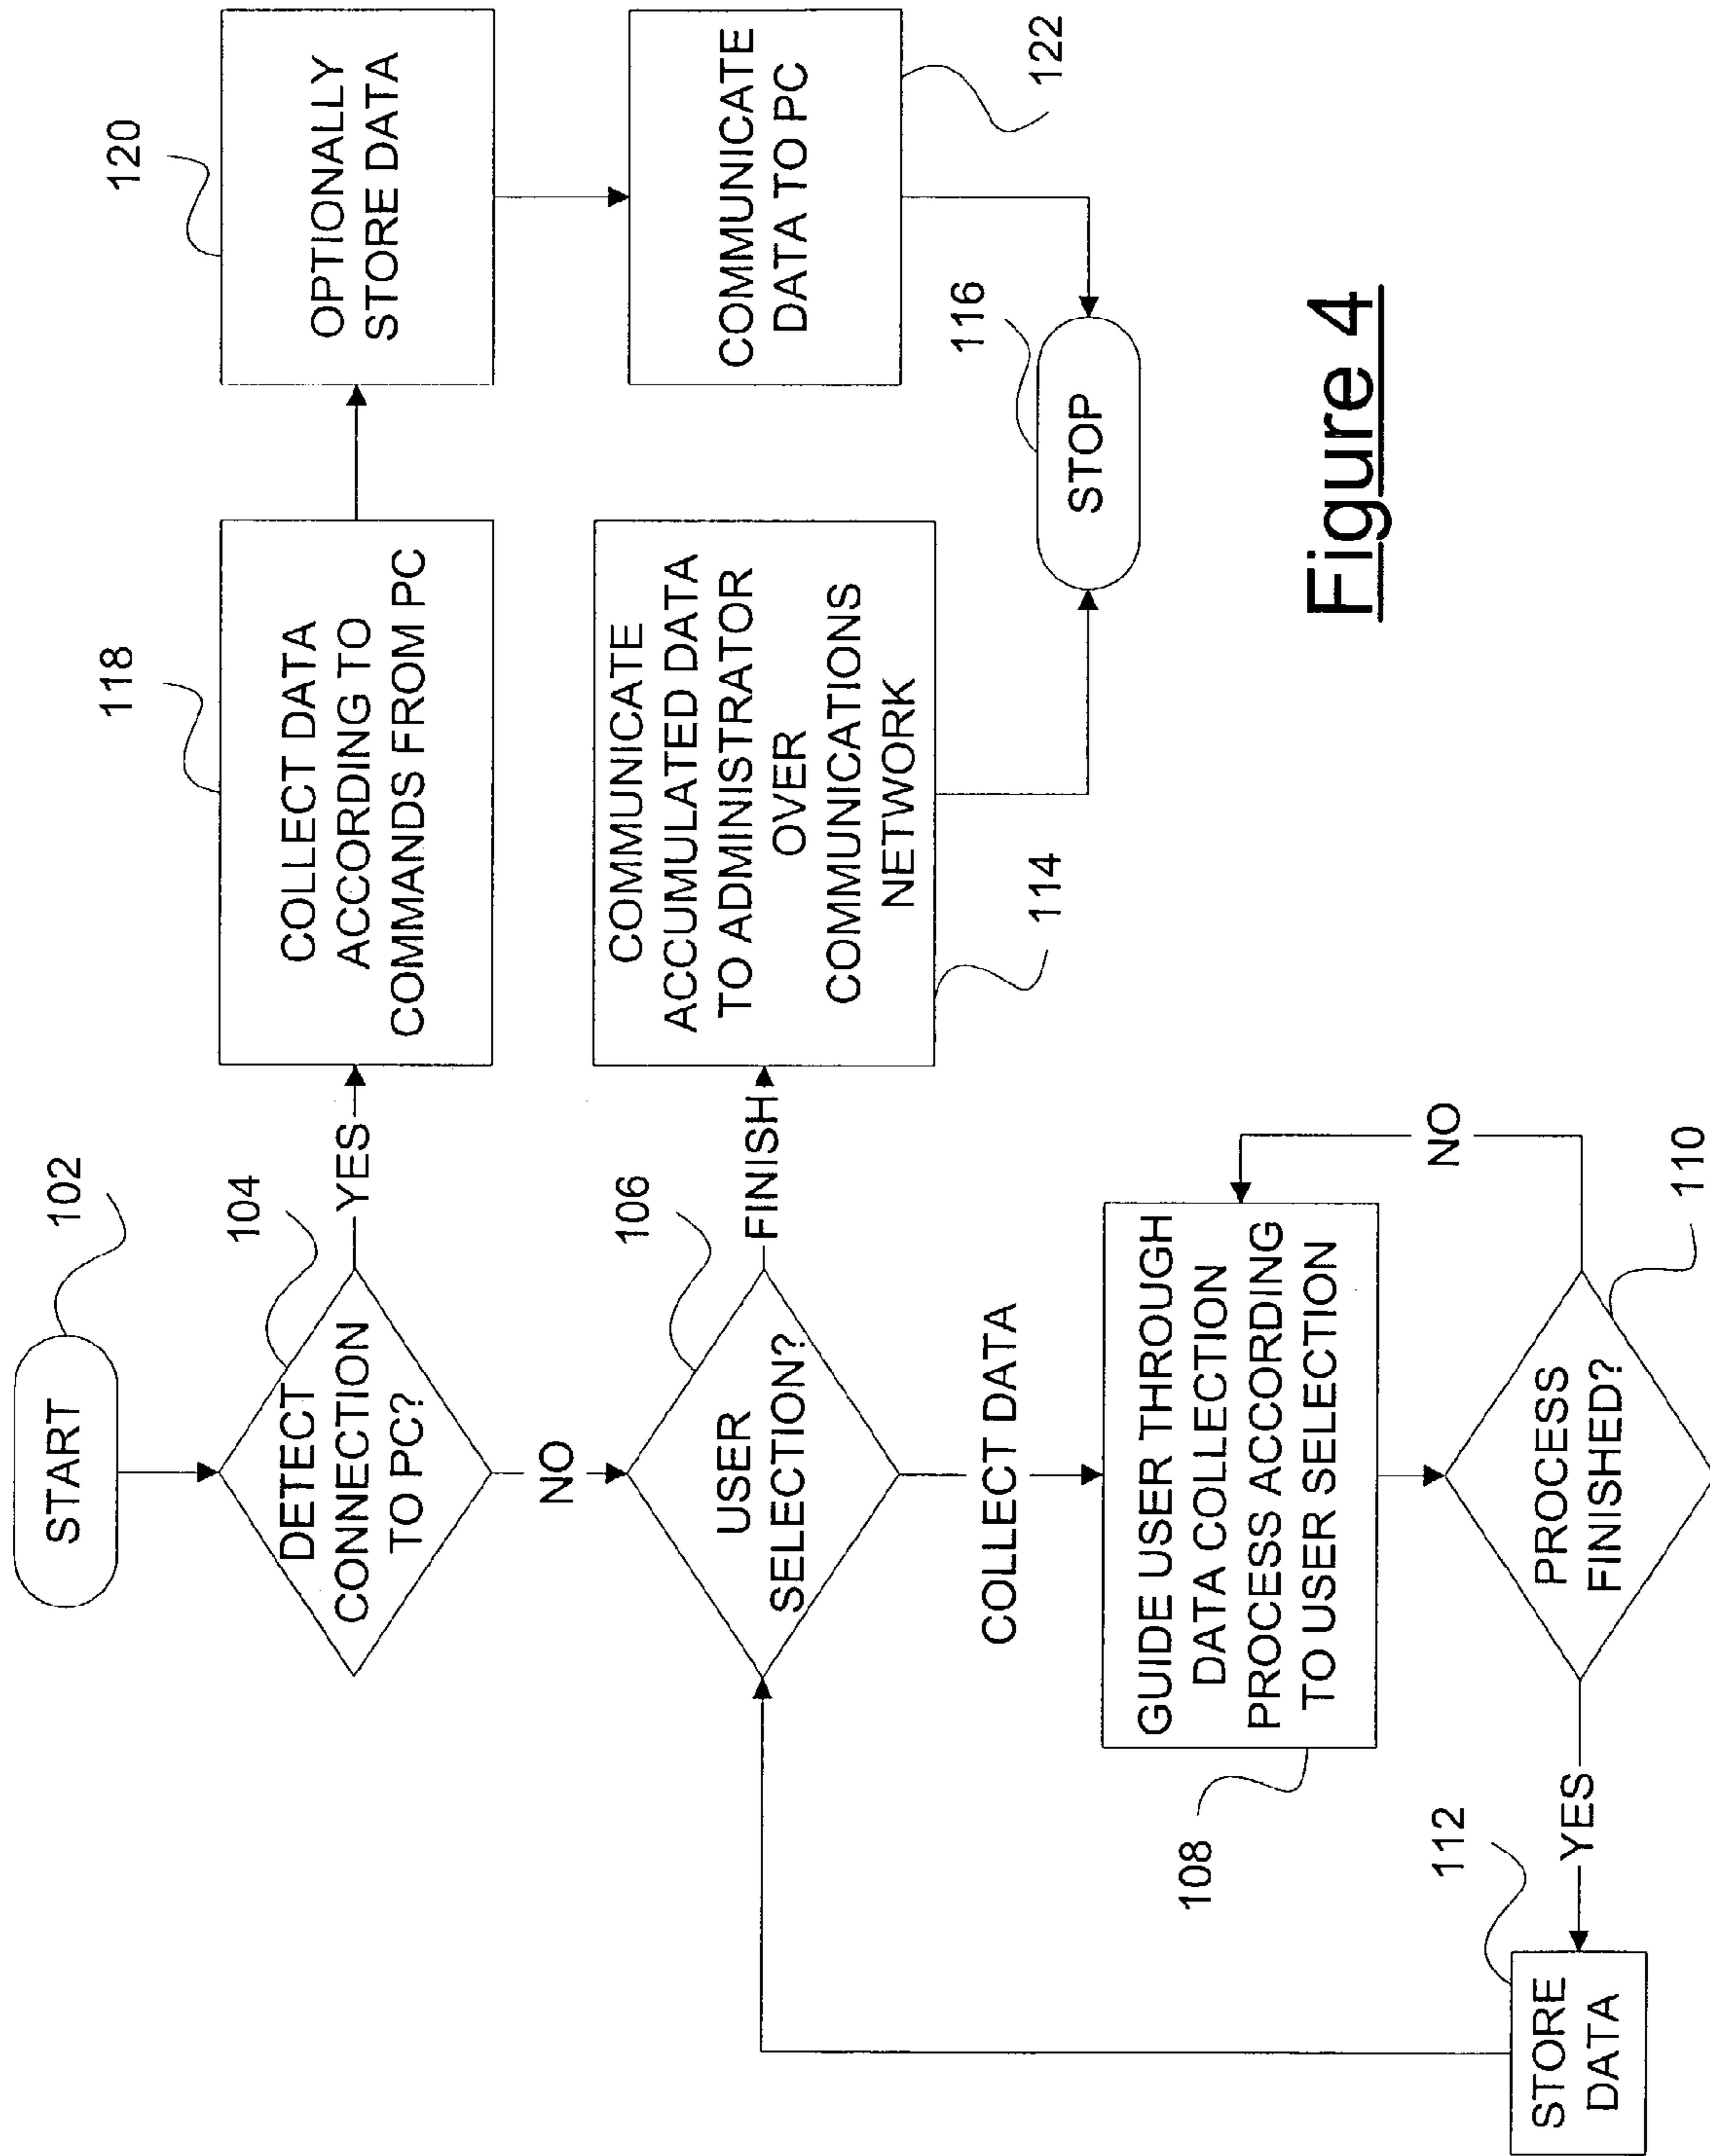 START
102
DETECT
CONNECTION
TO PC?
104
YES
COLLECT DATA
ACCORDING TO
COMMANDS FROM PC
118
OPTIONALLY
STORE DATA
120
NO
USER
SELECTION?
106
FINISH
COMMUNICATE
ACCUMULATED DATA
TO ADMINISTRATOR
OVER
COMMUNICATIONS
NETWORK
114
COMMUNICATE
DATA TO PC
122
STOP
116
COLLECT DATA
GUIDE USER THROUGH
DATA COLLECTION
PROCESS ACCORDING
TO USER SELECTION
108
NO
PROCESS
FINISHED?
110
YES
STORE
DATA
112
Figure 4